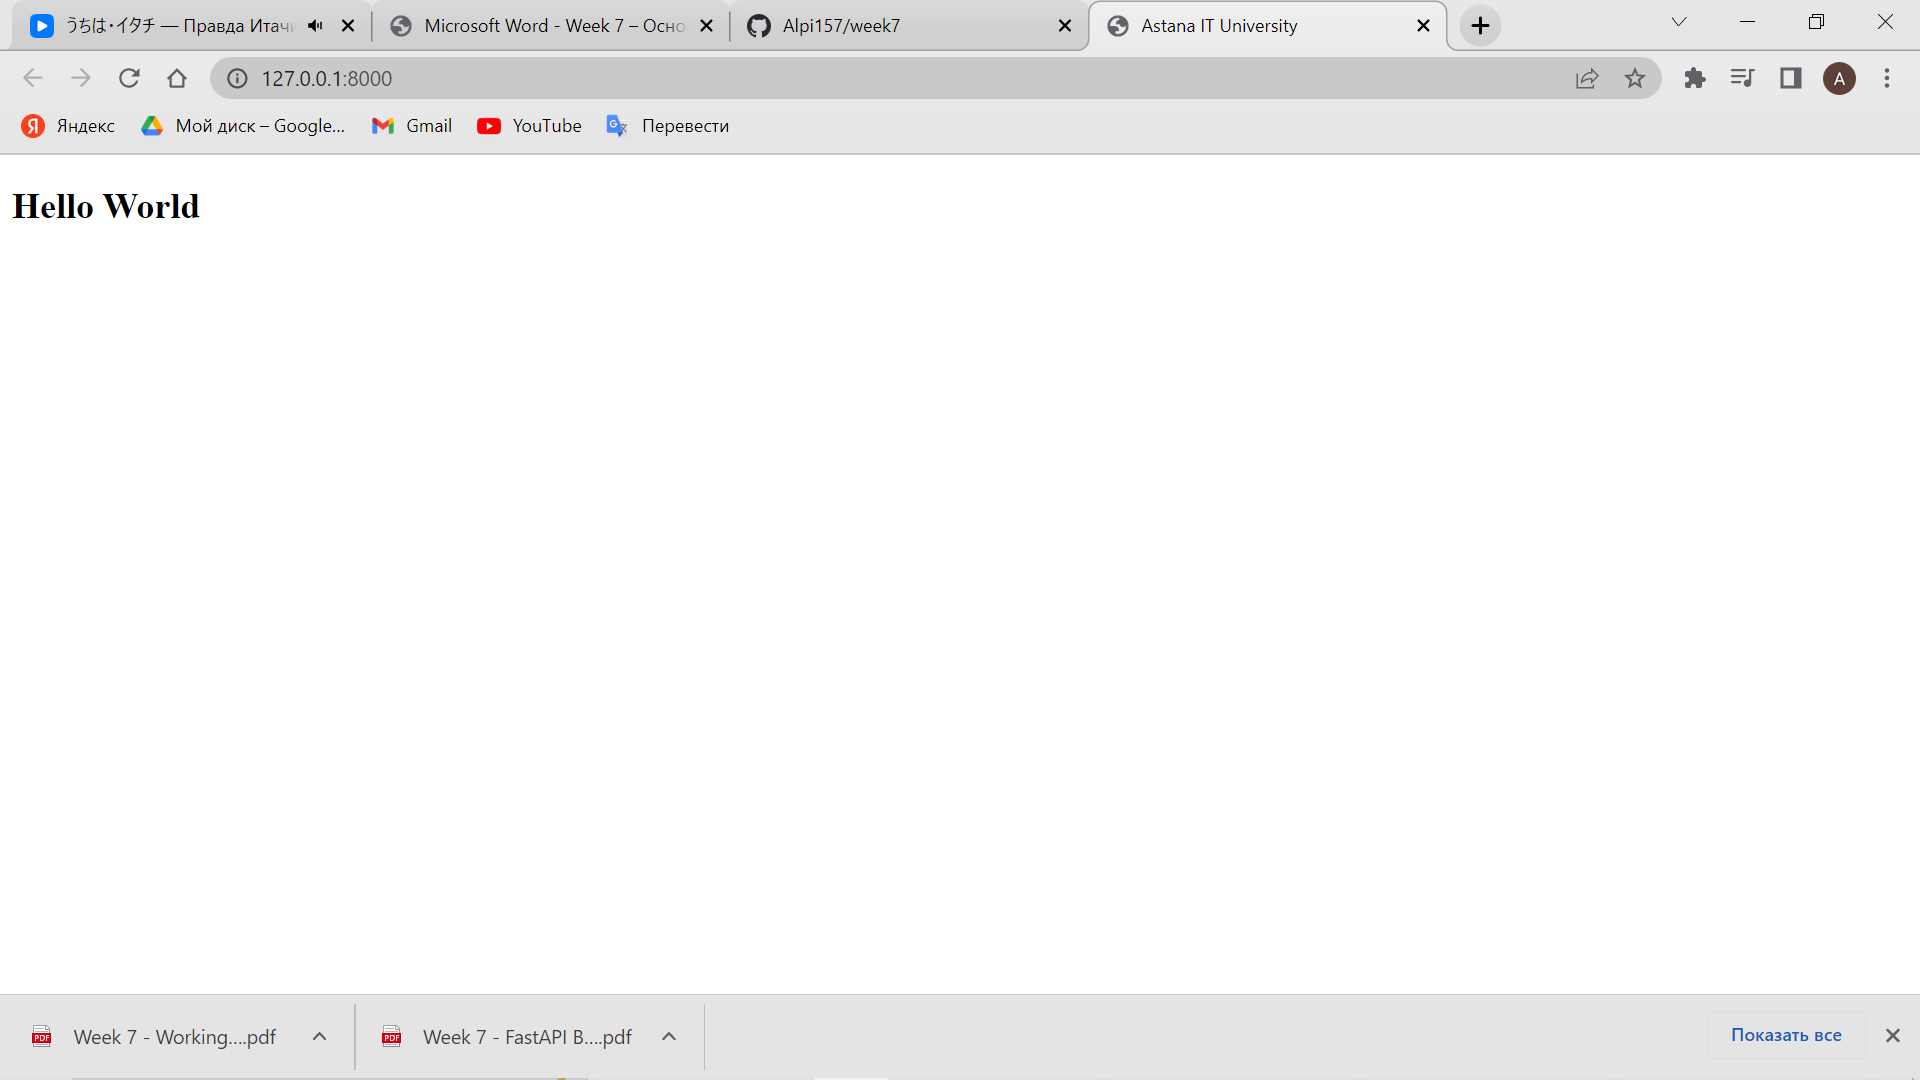 うちは・イタチ — Правда Итачи
Microsoft Word - Week 7 – Осно
Alpi157/week7
Astana IT University
127.0.0.1:8000
A
Яндекс
Мой диск – Google...
Gmail
YouTube
Перевести
Hello World
Week 7 - Working....pdf
Week 7 - FastAPI B....pdf
Показать все